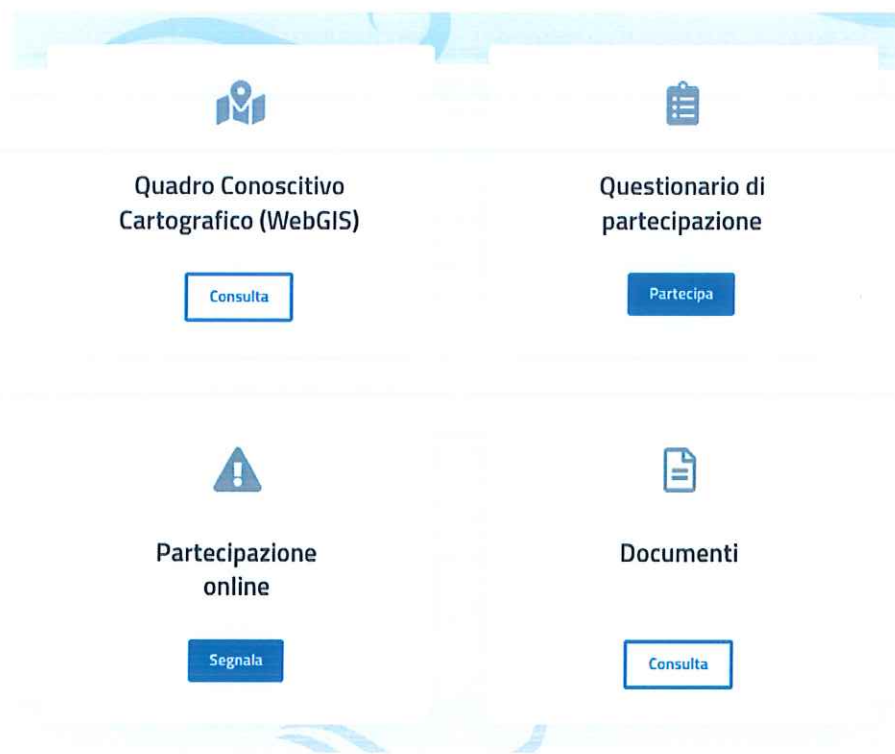 Quadro Conoscitivo
Cartografico (WebGIS)
Consulta
Questionario di
partecipazione
Partecipa
Partecipazione
online
Segnala
Documenti
Consulta